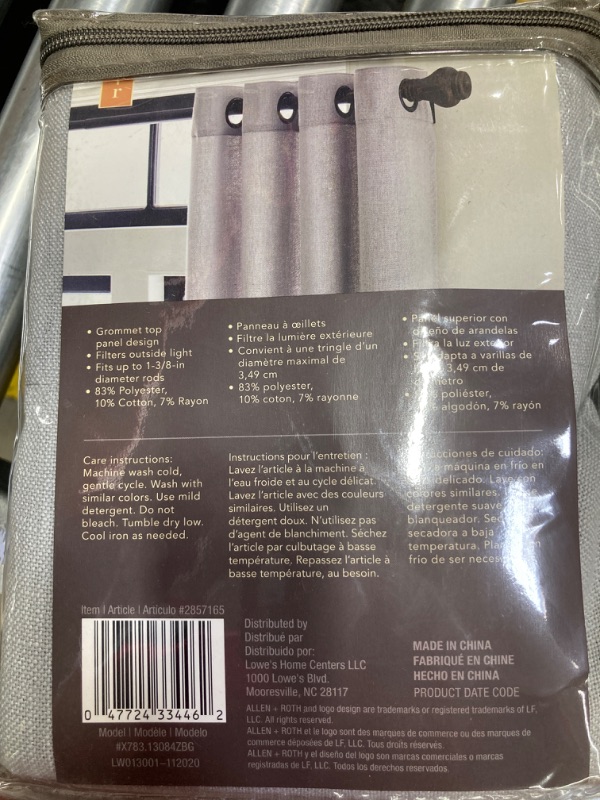 r
• Grommet top
panel design
• Filters outside light
• Fits up to 1-3/8-in
diameter rods
• 83% Polyester,
10% Cotton, 7% Rayon
• Panneau à œillets
• Filtre la lumière extérieure
• Convient à une tringle d'un
diamètre maximal de
3,49 cm
• 83% polyester,
10% coton, 7% rayonne
• Panel superior con
diseño de arandelas
• Filtra la luz exterior
• adapta a varillas de
3,49 cm de
diámetro
• poliéster,
algodón, 7% rayón
Care instructions:
Machine wash cold,
gentle cycle. Wash with
similar colors. Use mild
detergent. Do not
bleach. Tumble dry low.
Cool iron as needed.
Instructions pour l'entretien :
Lavez l'article à la machine à
l'eau froide et au cycle délicat.
Lavez l'article avec des couleurs
similaires. Utilisez un
détergent doux. N'utilisez pas
d'agent de blanchiment. Séchez
l'article par culbutage à basse
température. Repassez l'article à
basse température, au besoin.
de cuidado:
a máquina en frío en
delicado. Lave con
colores similares.
detergente suave
blanqueador.
secadora a baja
temperatura.
frío de ser
Item | Article | Artículo #2857165
0 47724 33446 2
Model | Modèle | Modelo
#X783.13084ZBG
LW013001-112020
Distributed by
Distribué par
Distribuido por:
Lowe's Home Centers LLC
1000 Lowe's Blvd.
Mooresville, NC 28117
MADE IN CHINA
FABRIQUÉ EN CHINE
HECHO EN CHINA
PRODUCT DATE CODE
ALLEN + ROTH and logo design are trademarks or registered trademarks of LF,
LLC. All rights reserved.
ALLEN + ROTH et le logo sont des marques de commerce ou des marques de
commerce déposées de LF, LLC. Tous droits réservés.
ALLEN + ROTH y el diseño del logo son marcas comerciales o marcas
registradas de LF, LLC. Todos los derechos reservados.